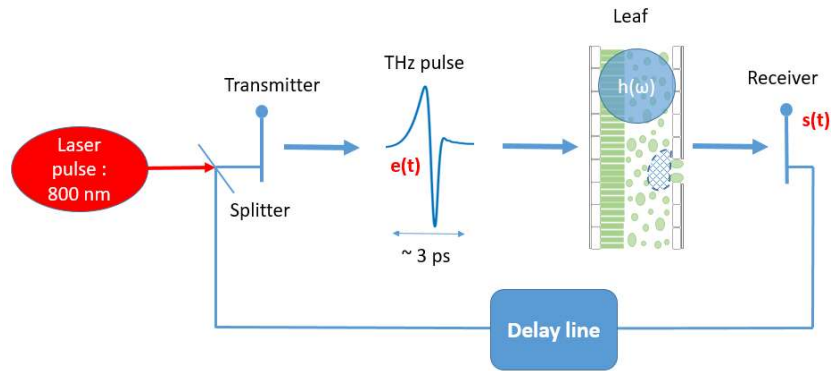 Leaf
THz pulse
Transmitter
Receiver
h(ω)
s(t)
Laser
pulse :
800 nm
e(t)
Splitter
~ 3 ps
Delay line